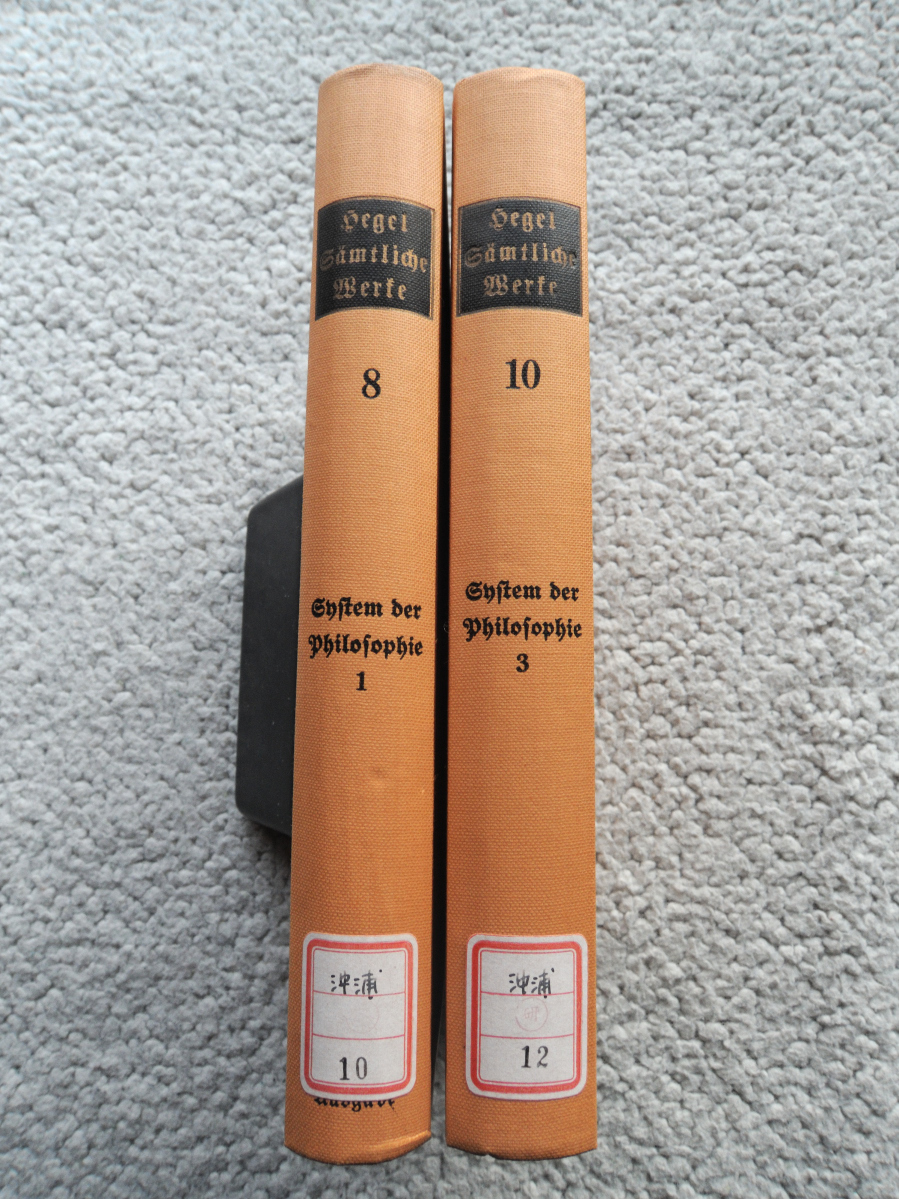 Hegel
Sämtliche
Werke
8
System der
Philosophie
1
沖浦
10
Ausgabe
Hegel
Sämtliche
Werke
10
System der
Philosophie
3
沖浦
12